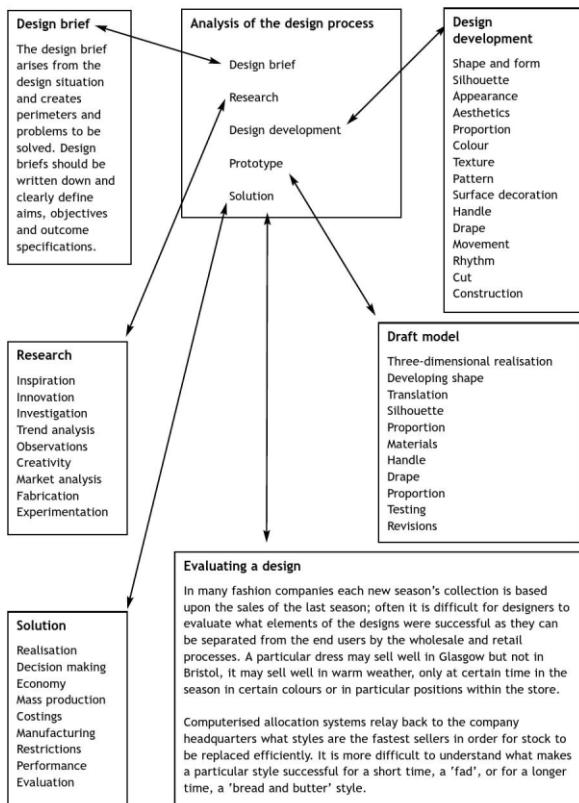 Design brief
The design brief
arises from the
design situation
and creates
perimeters and
problems to be
solved. Design
briefs should be
written down and
clearly define
aims, objectives
and outcome
specifications.
Analysis of the design process
Design brief
Research
Design development
Prototype
Solution
Design
development
Shape and form
Silhouette
Appearance
Aesthetics
Proportion
Colour
Texture
Pattern
Surface decoration
Handle
Drape
Movement
Rhythm
Cut
Construction
Research
Inspiration
Innovation
Investigation
Trend analysis
Observations
Creativity
Market analysis
Fabrication
Experimentation
Draft model
Three-dimensional realisation
Developing shape
Translation
Silhouette
Proportion
Materials
Handle
Drape
Proportion
Testing
Revisions
Solution
Realisation
Decision making
Economy
Mass production
Costings
Manufacturing
Restrictions
Performance
Evaluation
Evaluating a design
In many fashion companies each new season's collection is based
upon the sales of the last season; often it is difficult for designers to
evaluate what elements of the designs were successful as they can
be separated from the end users by the wholesale and retail
processes. A particular dress may sell well in Glasgow but not in
Bristol, it may sell well in warm weather, only at certain time in the
season in certain colours or in particular positions within the store.
Computerised allocation systems relay back to the company
headquarters what styles are the fastest sellers in order for stock to
be replaced efficiently. It is more difficult to understand what makes
a particular style successful for a short time, a 'fad', or for a longer
time, a 'bread and butter' style.